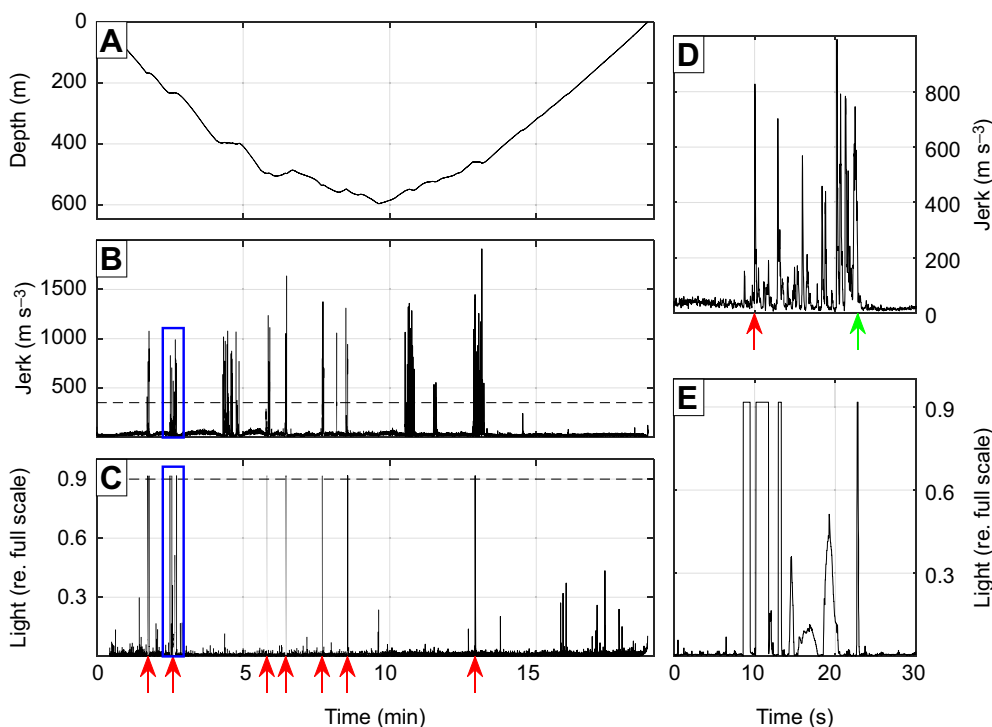 A
Depth (m)
0
200
400
600
B
Jerk (m s⁻³)
1500
1000
500
C
Light (re. full scale)
0.9
0.6
0.3
0 5 10 15
Time (min)
D
Jerk (m s⁻³)
800
600
400
200
0
E
Light (re. full scale)
0.9
0.6
0.3
0 10 20 30
Time (s)